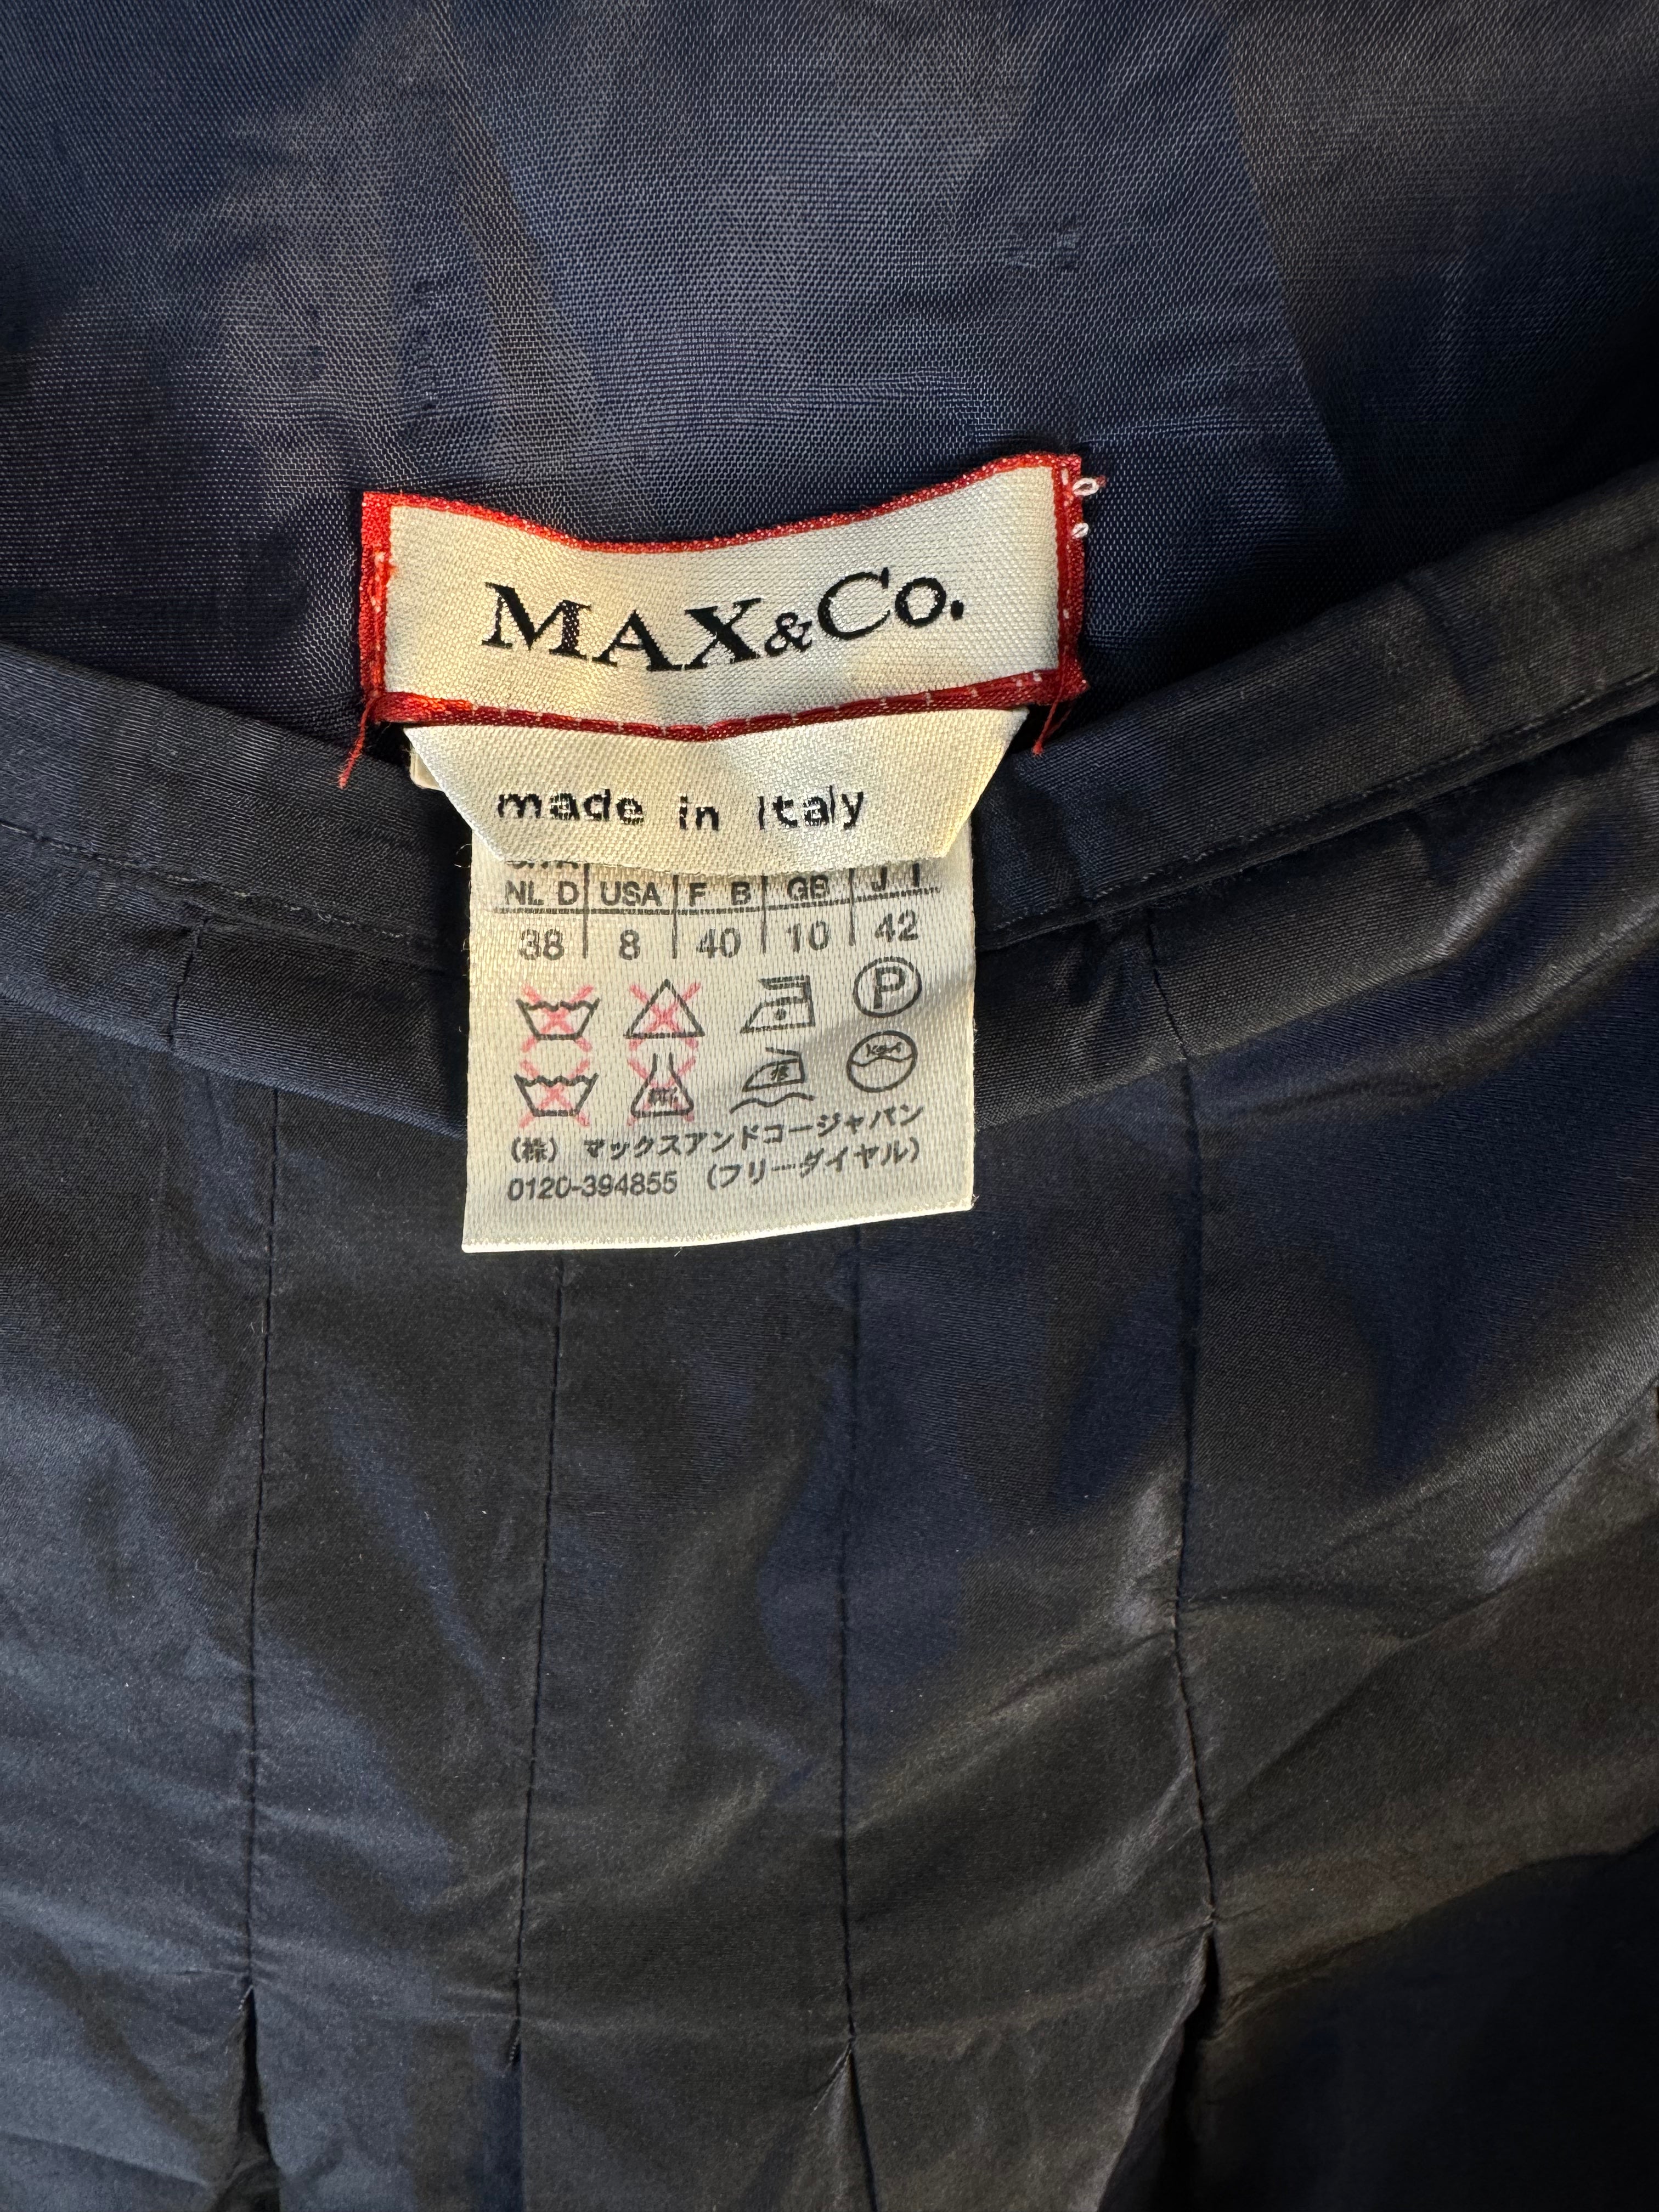 MAX&Co.
made in Italy
NL D USA F B GB J I
38 8 40 10 42
P
(株) マックスアンドコージャパン
0120-394855 (フリーダイヤル)